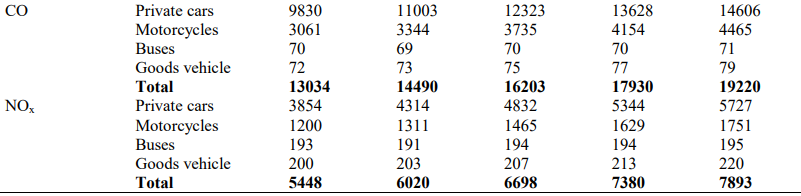 CO Private cars 9830 11003 12323 13628 14606
Motorcycles 3061 3344 3735 4154 4465
Buses 70 69 70 70 71
Goods vehicle 72 73 75 77 79
Total 13034 14490 16203 17930 19220
NOx Private cars 3854 4314 4832 5344 5727
Motorcycles 1200 1311 1465 1629 1751
Buses 193 191 194 194 195
Goods vehicle 200 203 207 213 220
Total 5448 6020 6698 7380 7893